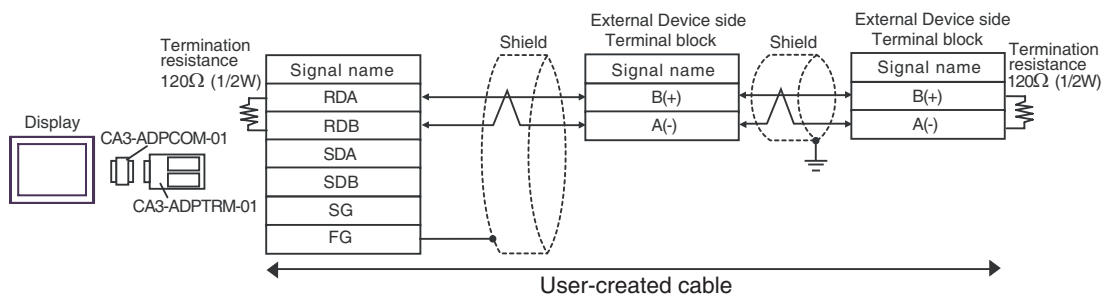 External Device side
Terminal block
External Device side
Terminal block
Termination
resistance
120Ω (1/2W)
Shield
Shield
Termination
resistance
120Ω (1/2W)
Signal name
RDA
RDB
SDA
SDB
SG
FG
Signal name
B(+)
A(-)
Signal name
B(+)
A(-)
Display
CA3-ADPCOM-01
CA3-ADPTRM-01
User-created cable